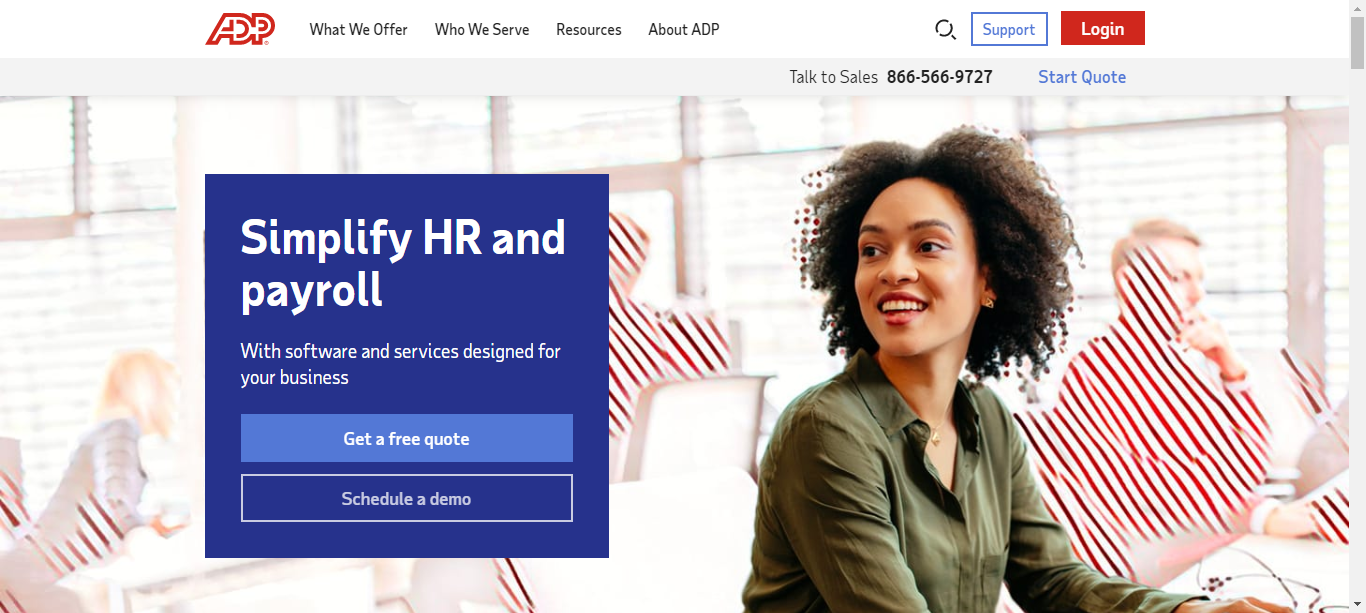 ADP
What We Offer Who We Serve Resources About ADP
Support Login
Talk to Sales 866-566-9727 Start Quote
Simplify HR and
payroll
With software and services designed for
your business
Get a free quote
Schedule a demo